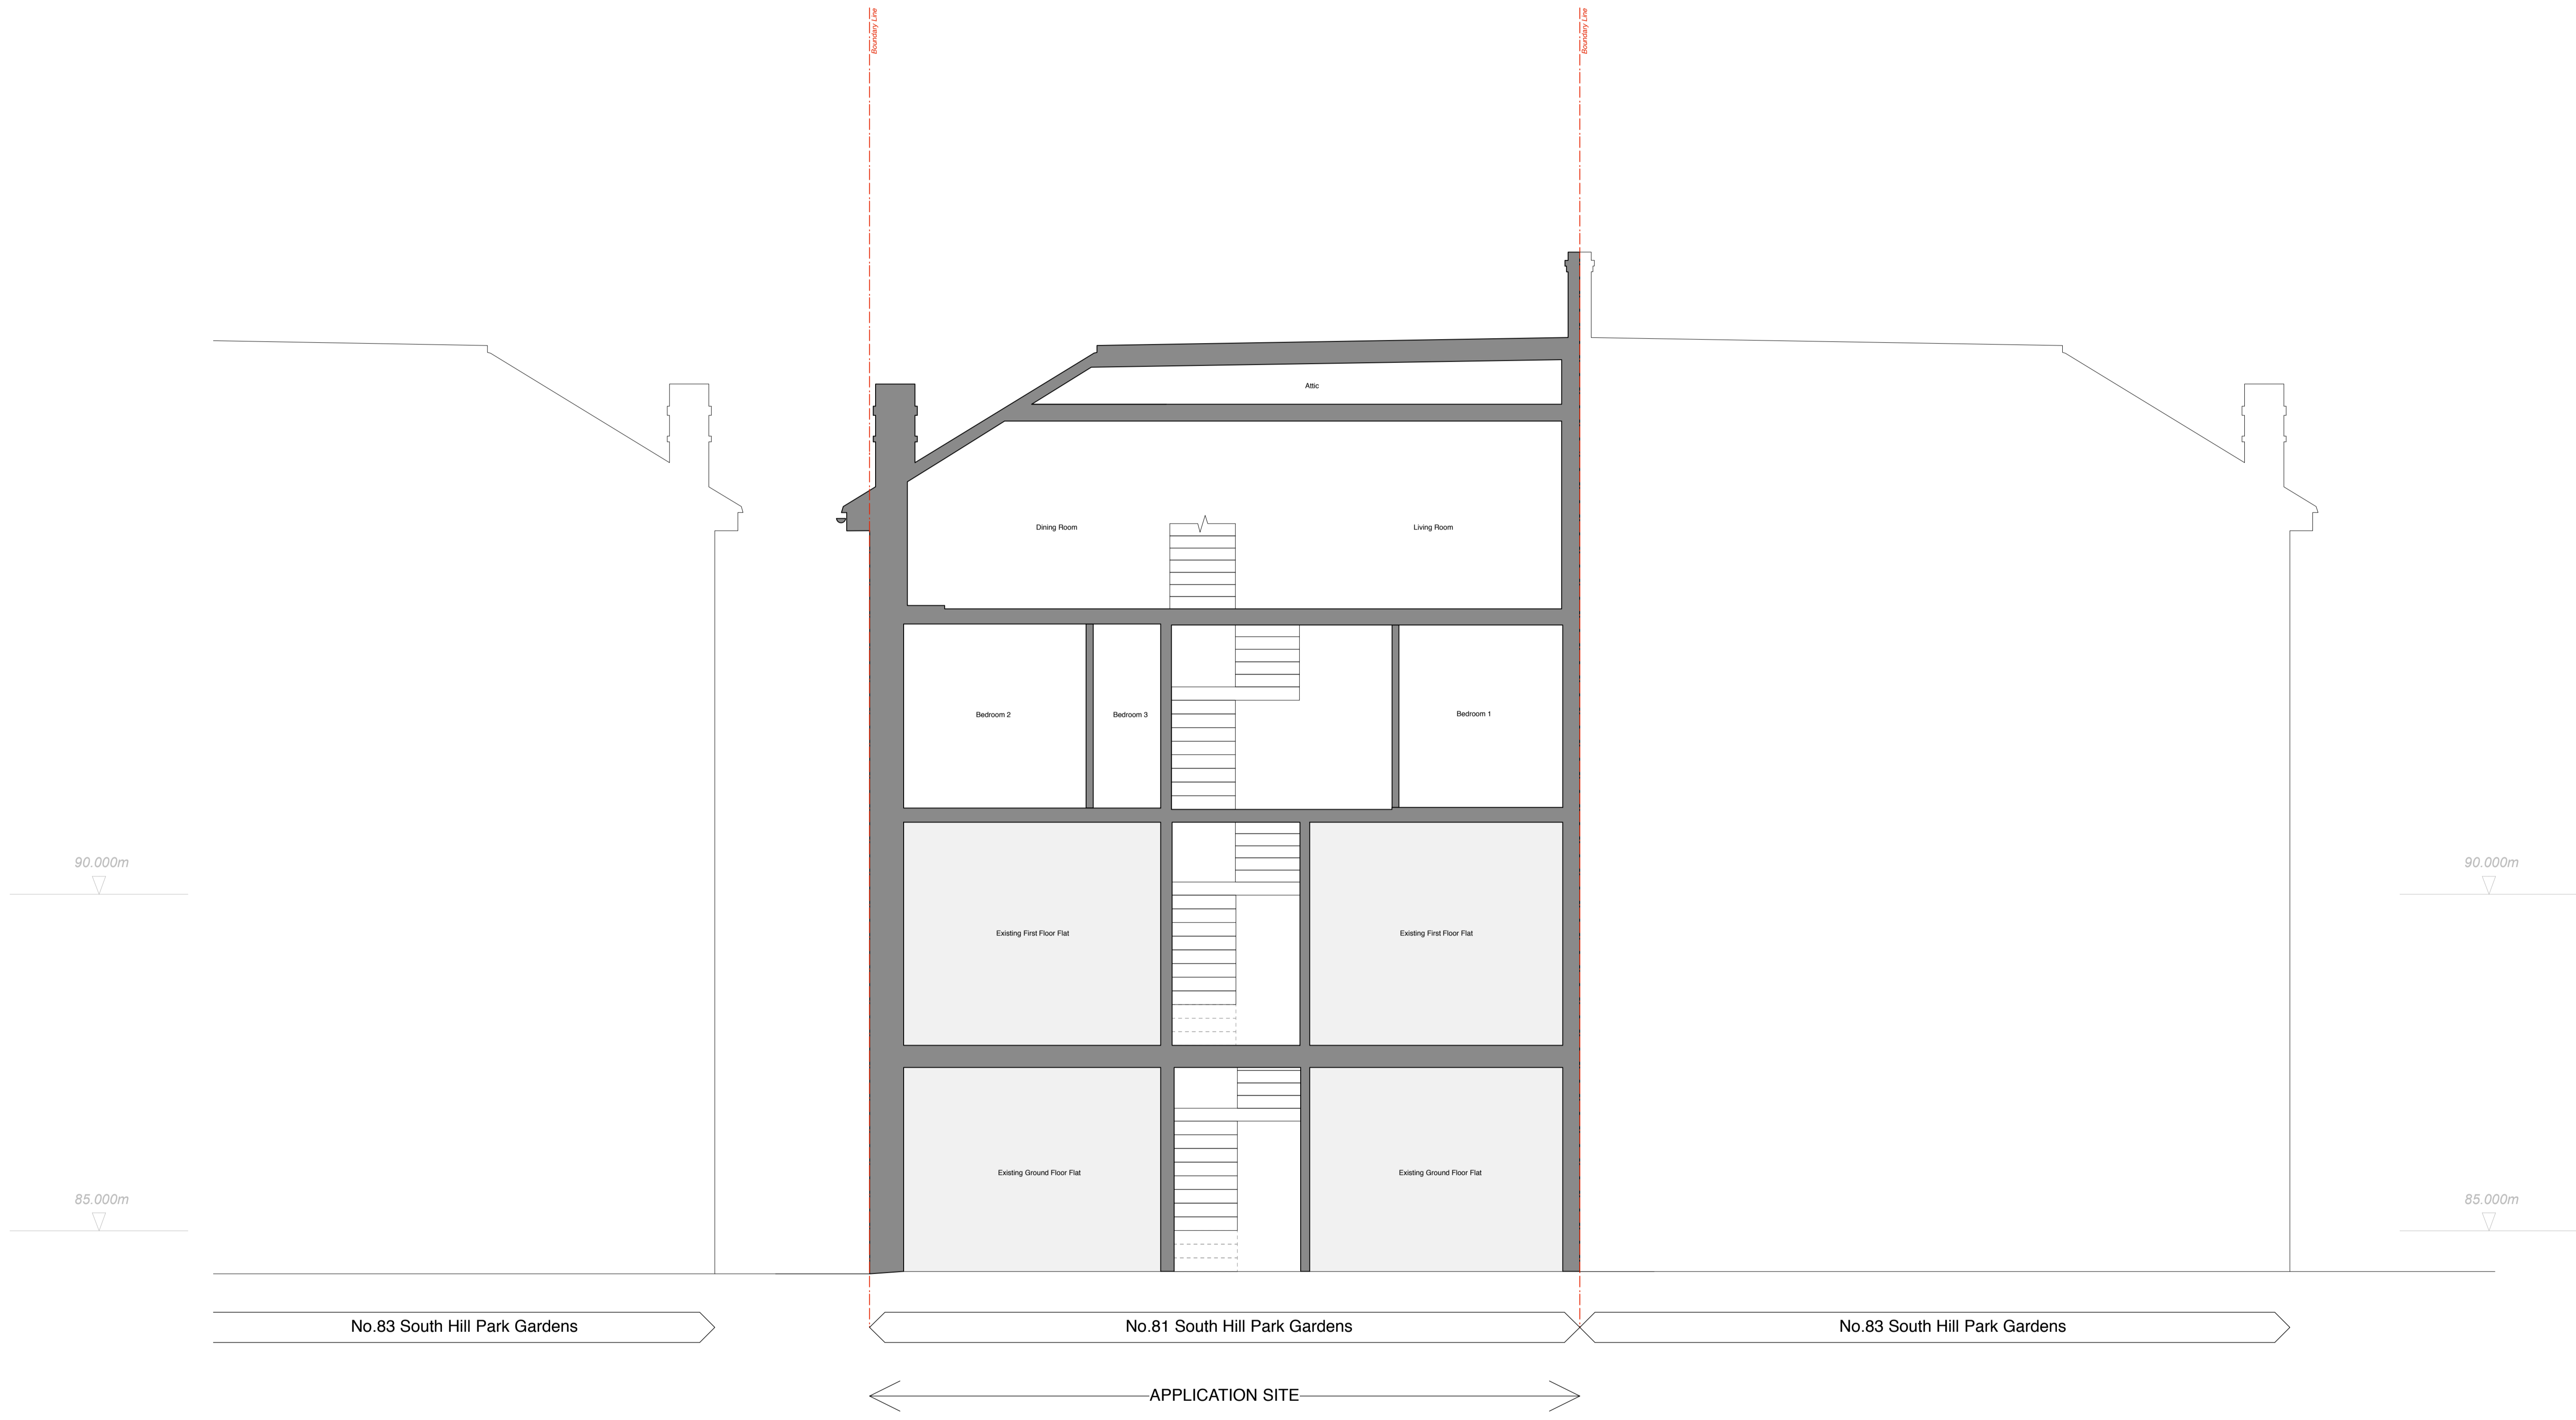 Boundary Line
Boundary Line
Attic
Dining Room
Living Room
Bedroom 2
Bedroom 3
Bedroom 1
90.000m
90.000m
Existing First Floor Flat
Existing First Floor Flat
Existing Ground Floor Flat
Existing Ground Floor Flat
85.000m
85.000m
No.83 South Hill Park Gardens
No.81 South Hill Park Gardens
No.83 South Hill Park Gardens
APPLICATION SITE